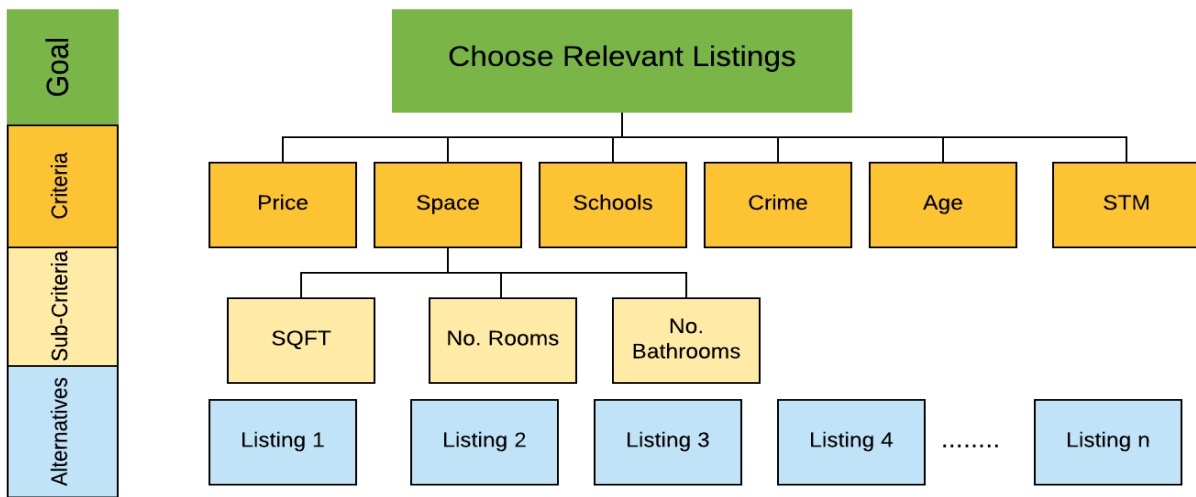 Goal
Choose Relevant Listings
Criteria
Price
Space
Schools
Crime
Age
STM
Sub-Criteria
SQFT
No. Rooms
No.
Bathrooms
Alternatives
Listing 1
Listing 2
Listing 3
Listing 4
........
Listing n